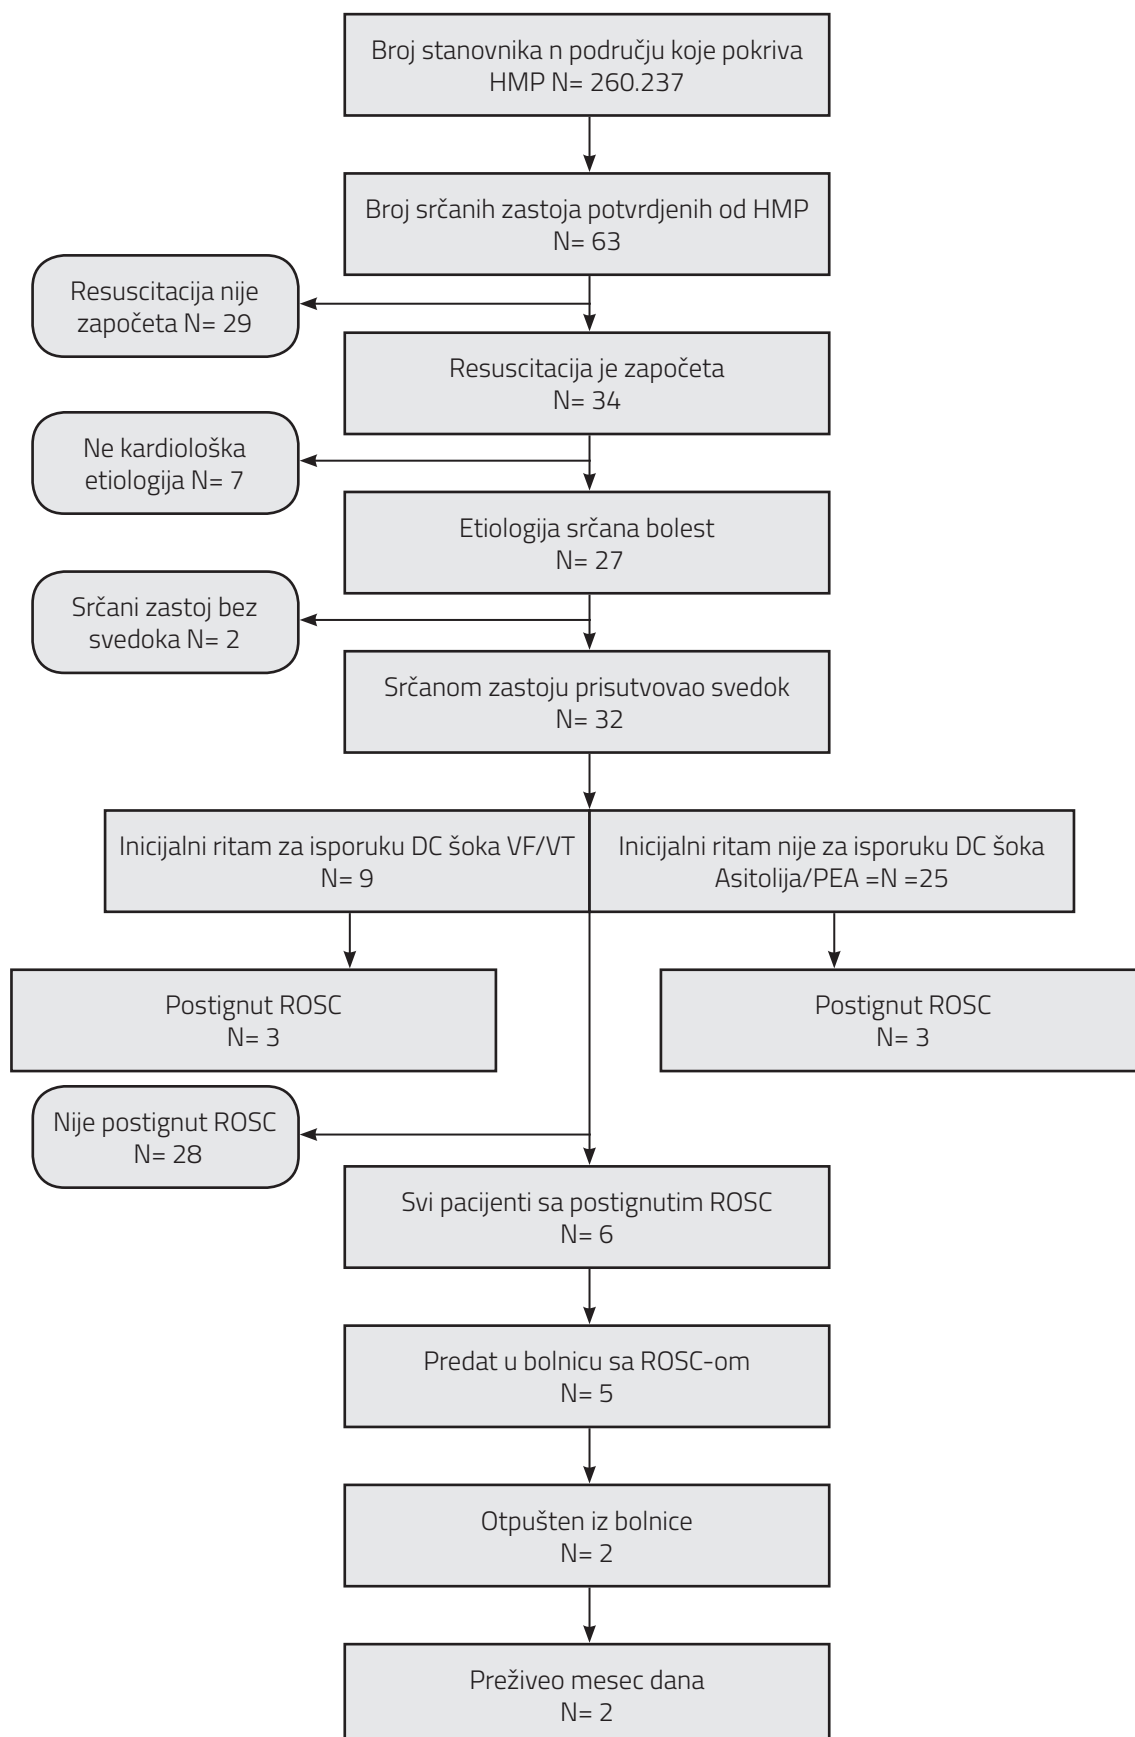 Broj stanovnika n području koje pokriva
HMP N= 260.237
Broj srčanih zastoja potvrdjenih od HMP
N= 63
Resuscitacija nije
započeta N= 29
Resuscitacija je započeta
N= 34
Ne kardiološka
etiologija N= 7
Etiologija srčana bolest
N= 27
Srčani zastoj bez
svedoka N= 2
Srčanom zastoju prisutvovao svedok
N= 32
Inicijalni ritam za isporuku DC šoka VF/VT
N= 9
Inicijalni ritam nije za isporuku DC šoka
Asitolija/PEA =N =25
Postignut ROSC
N= 3
Postignut ROSC
N= 3
Nije postignut ROSC
N= 28
Svi pacijenti sa postignutim ROSC
N= 6
Predat u bolnicu sa ROSC-om
N= 5
Otpušten iz bolnice
N= 2
Preživeo mesec dana
N= 2